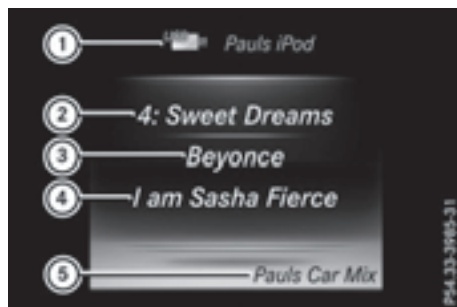 1 Pauls iPod
2 4: Sweet Dreams
3 Beyonce
4 I am Sasha Fierce
5 Pauls Car Mix
P54.33-3985-31